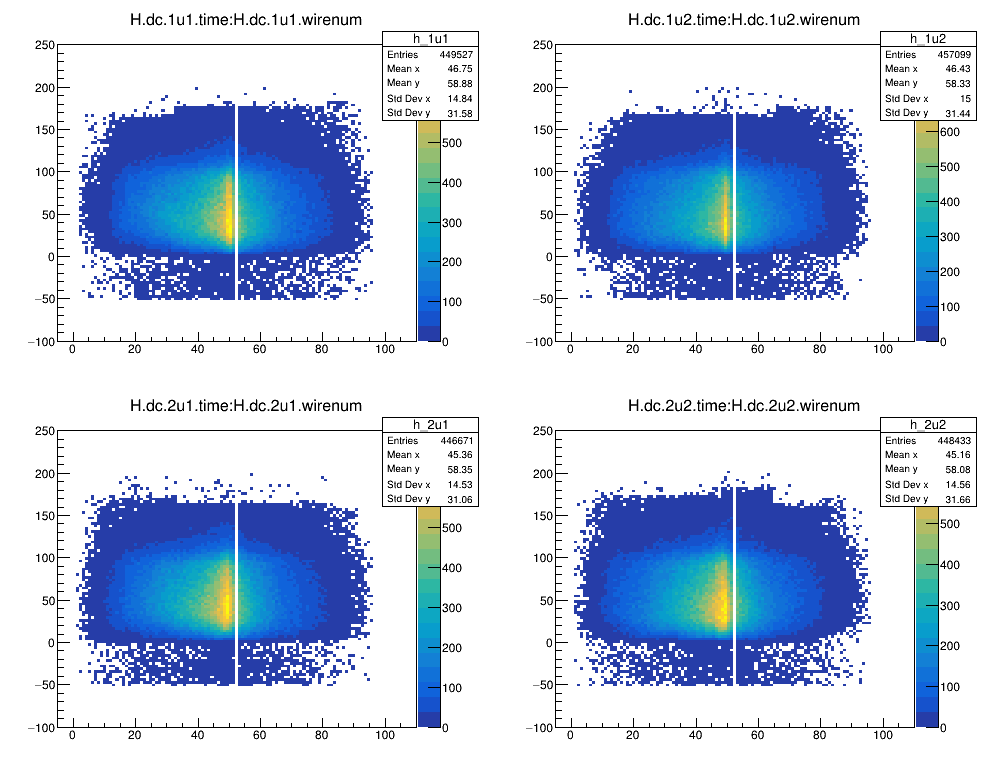 H.dc.1u1.time:H.dc.1u1.wirenum
h_1u1
Entries 449527
Mean x 46.75
Mean y 58.88
Std Dev x 14.84
Std Dev y 31.58
250
200
150
100
50
0
−50
−100
0 20 40 60 80 100
500
400
300
200
100
0
H.dc.1u2.time:H.dc.1u2.wirenum
h_1u2
Entries 457099
Mean x 46.43
Mean y 58.33
Std Dev x 15
Std Dev y 31.44
250
200
150
100
50
0
−50
−100
0 20 40 60 80 100
600
500
400
300
200
100
0
H.dc.2u1.time:H.dc.2u1.wirenum
h_2u1
Entries 446671
Mean x 45.36
Mean y 58.35
Std Dev x 14.53
Std Dev y 31.06
250
200
150
100
50
0
−50
−100
0 20 40 60 80 100
500
400
300
200
100
0
H.dc.2u2.time:H.dc.2u2.wirenum
h_2u2
Entries 448433
Mean x 45.16
Mean y 58.08
Std Dev x 14.56
Std Dev y 31.66
250
200
150
100
50
0
−50
−100
0 20 40 60 80 100
500
400
300
200
100
0